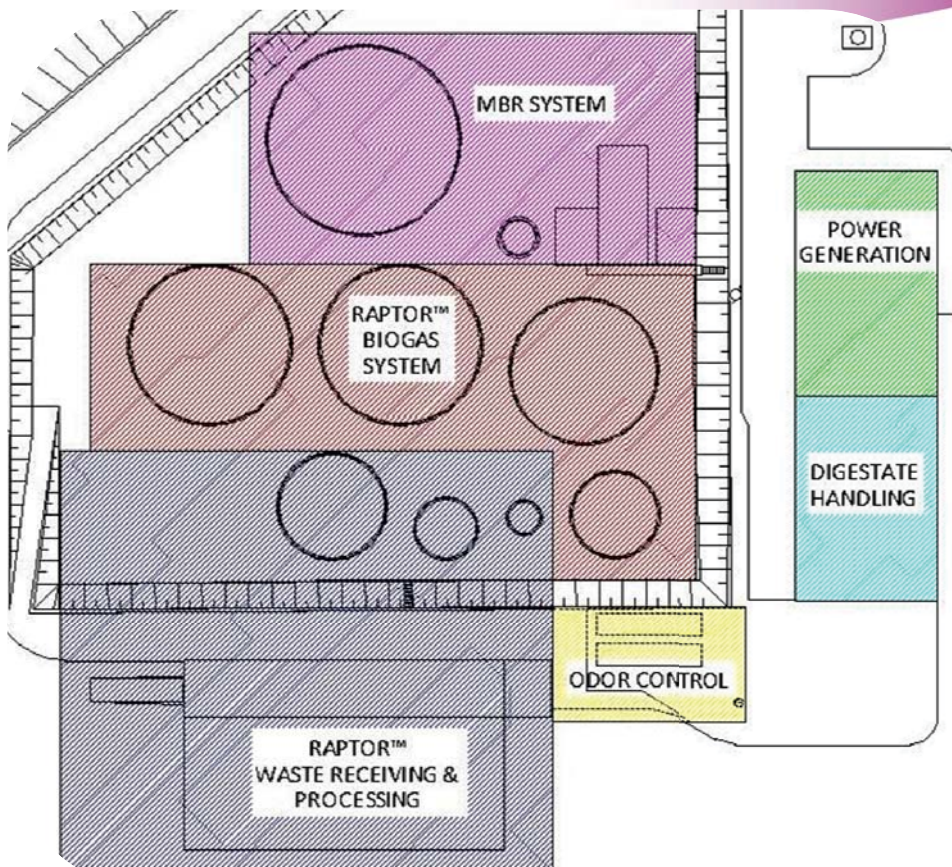 MBR SYSTEM
POWER
GENERATION
RAPTOR™
BIOGAS
SYSTEM
DIGESTATE
HANDLING
ODOR CONTROL
RAPTOR™
WASTE RECEIVING &
PROCESSING